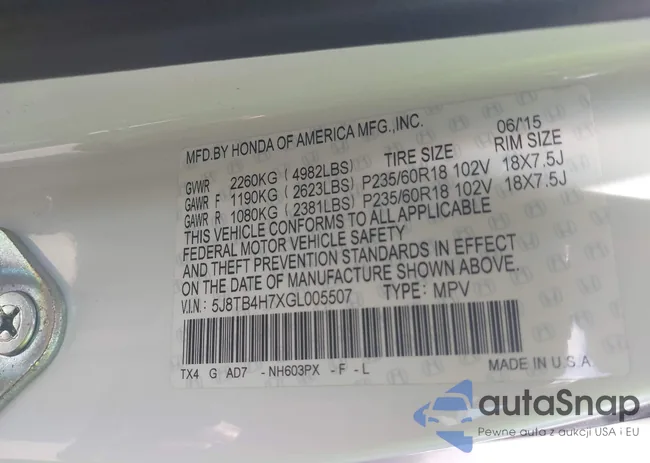 MFD.BY HONDA OF AMERICA MFG.,INC. 06/15
GVWR 2260KG (4982LBS) TIRE SIZE RIM SIZE
GAWR F 1190KG (2623LBS) P235/60R18 102V 18X7.5J
GAWR R 1080KG (2381LBS) P235/60R18 102V 18X7.5J
THIS VEHICLE CONFORMS TO ALL APPLICABLE
FEDERAL MOTOR VEHICLE SAFETY
AND THEFT PREVENTION STANDARDS IN EFFECT
ON THE DATE OF MANUFACTURE SHOWN ABOVE.
V.I.N.: 5J8TB4H7XGL005507 TYPE: MPV
TX4 G AD7 -NH603PX -F -L MADE IN U.S.A.
autoSnap
Pewne auta z aukcji USA i EU